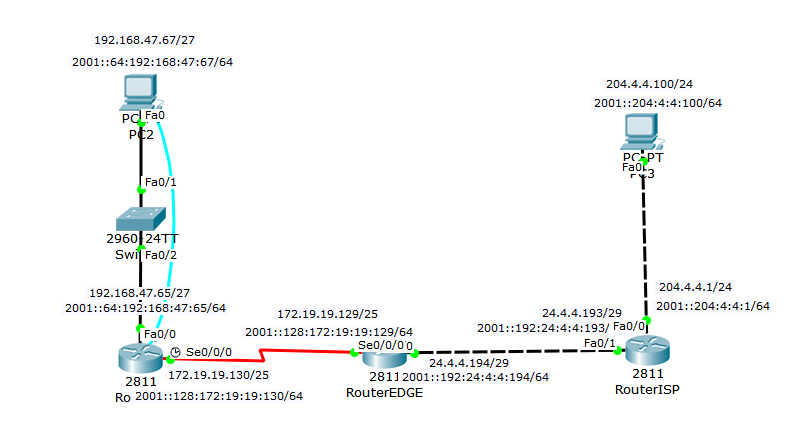 192.168.47.67/27
2001::64:192:168:47:67/64
Fa0
PC2
Fa0/1
2960-24TT
Fa0/2
192.168.47.65/27
2001::64:192:168:47:65/64
Fa0/0
Se0/0/0
2811
Ro
172.19.19.130/25
2001::128:172:19:19:130/64
172.19.19.129/25
2001::128:172:19:19:129/64
Se0/0/0
RouterEDGE
24.4.4.194/29
2001::192:24:4:4:194/64
24.4.4.193/29
2001::192:24:4:4:193/
Fa0/0
Fa0/1
2811
RouterISP
204.4.4.1/24
2001::204:4:4:1/64
204.4.4.100/24
2001::204:4:4:100/64
Fa0